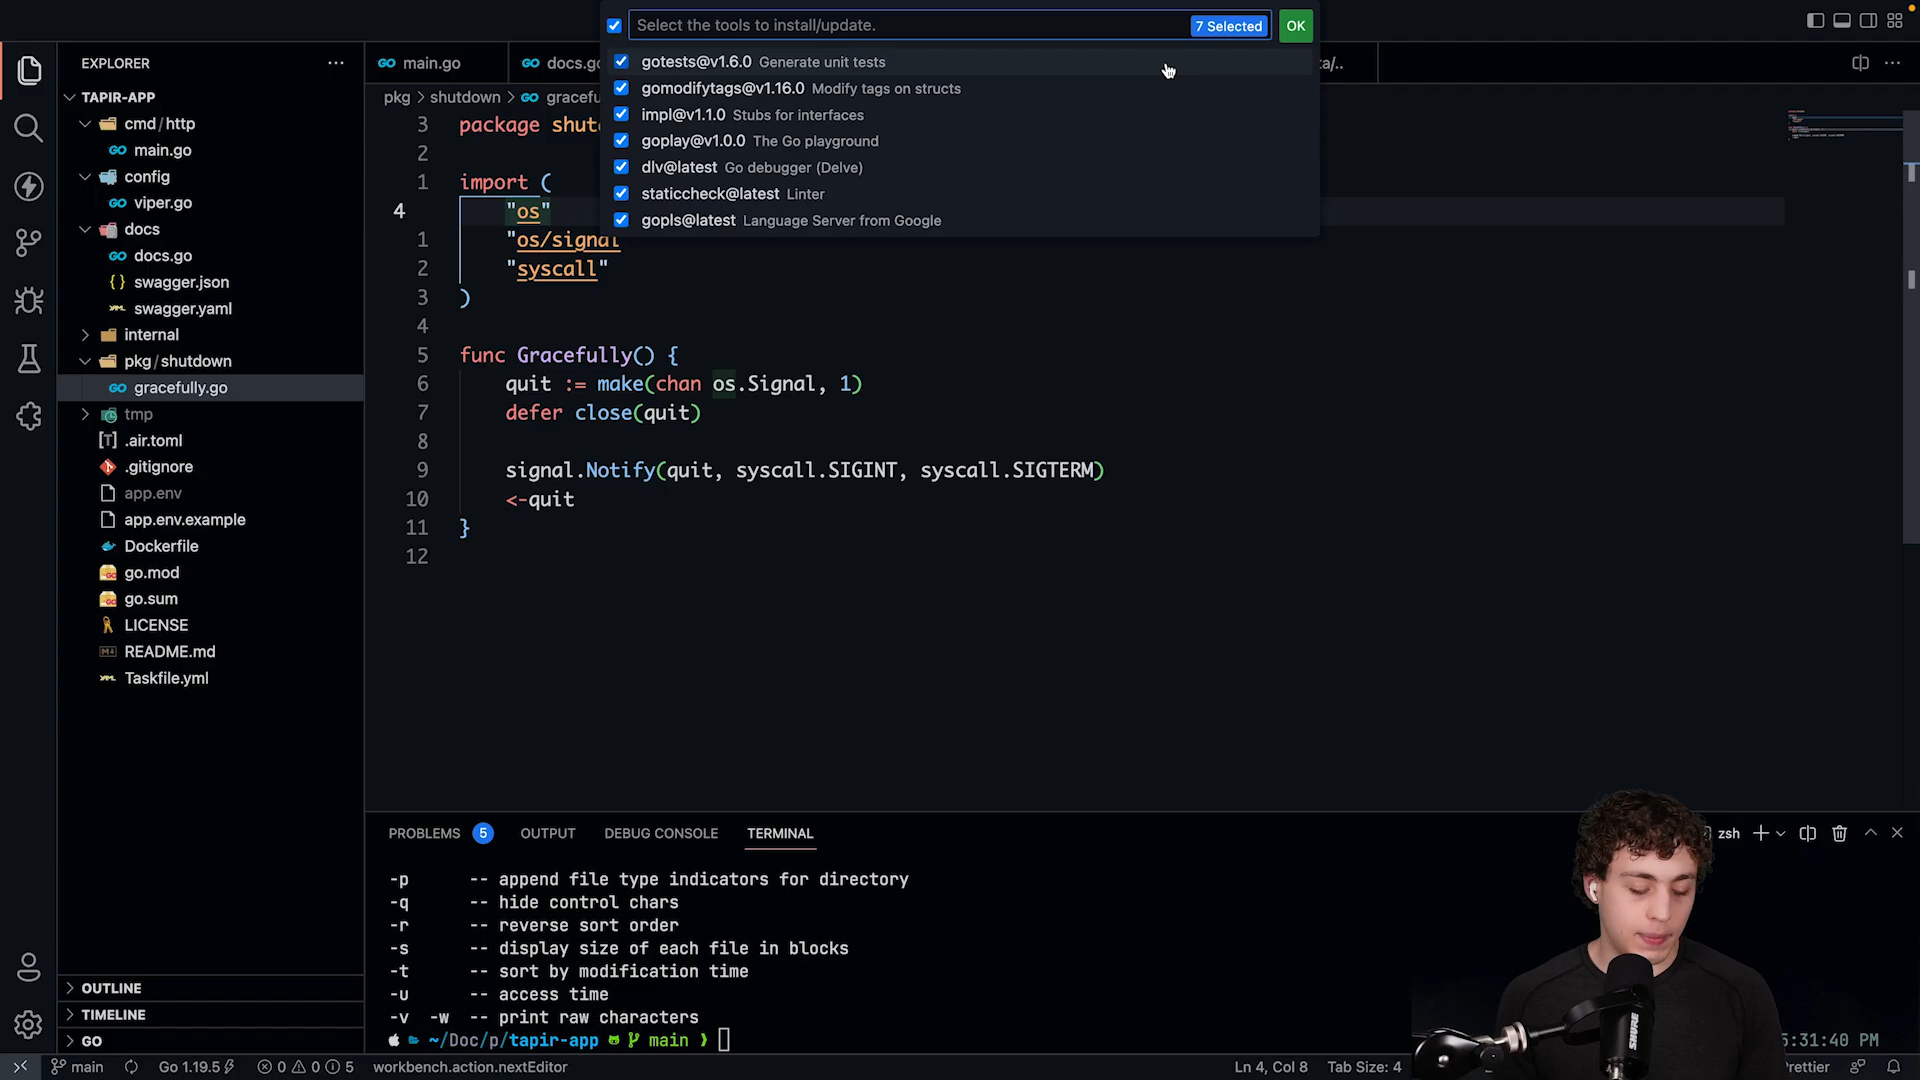 Select the tools to install/update.
7 Selected
OK
gotests@v1.6.0 Generate unit tests
gomodifytags@v1.16.0 Modify tags on structs
impl@v1.1.0 Stubs for interfaces
goplay@v1.0.0 The Go playground
dlv@latest Go debugger (Delve)
staticcheck@latest Linter
gopls@latest Language Server from Google
EXPLORER
TAPIR-APP
cmd/http
main.go
config
viper.go
docs
docs.go
swagger.json
swagger.yaml
internal
pkg/shutdown
gracefully.go
tmp
.air.toml
.gitignore
app.env
app.env.example
Dockerfile
go.mod
go.sum
LICENSE
README.md
Taskfile.yml
OUTLINE
TIMELINE
GO
main.go
docs.go
/..
pkg > shutdown > gracefu
3 package shut
2
1 import (
4 "os"
1 "os/signal
2 "syscall"
3 )
4
5 func Gracefully() {
6 quit := make(chan os.Signal, 1)
7 defer close(quit)
8
9 signal.Notify(quit, syscall.SIGINT, syscall.SIGTERM)
10 <-quit
11 }
12
PROBLEMS 5 OUTPUT DEBUG CONSOLE TERMINAL
zsh
-p -- append file type indicators for directory
-q -- hide control chars
-r -- reverse sort order
-s -- display size of each file in blocks
-t -- sort by modification time
-u -- access time
-v -w -- print raw characters
~/Doc/p/tapir-app main ❯
5:31:40 PM
main Go 1.19.5 0 0 5 workbench.action.nextEditor Ln 4, Col 8 Tab Size: 4 rettier
SHURE